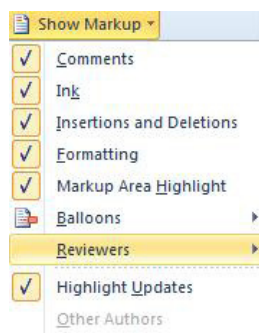 Show Markup
Comments
Ink
Insertions and Deletions
Formatting
Markup Area Highlight
Balloons
Reviewers
Highlight Updates
Other Authors